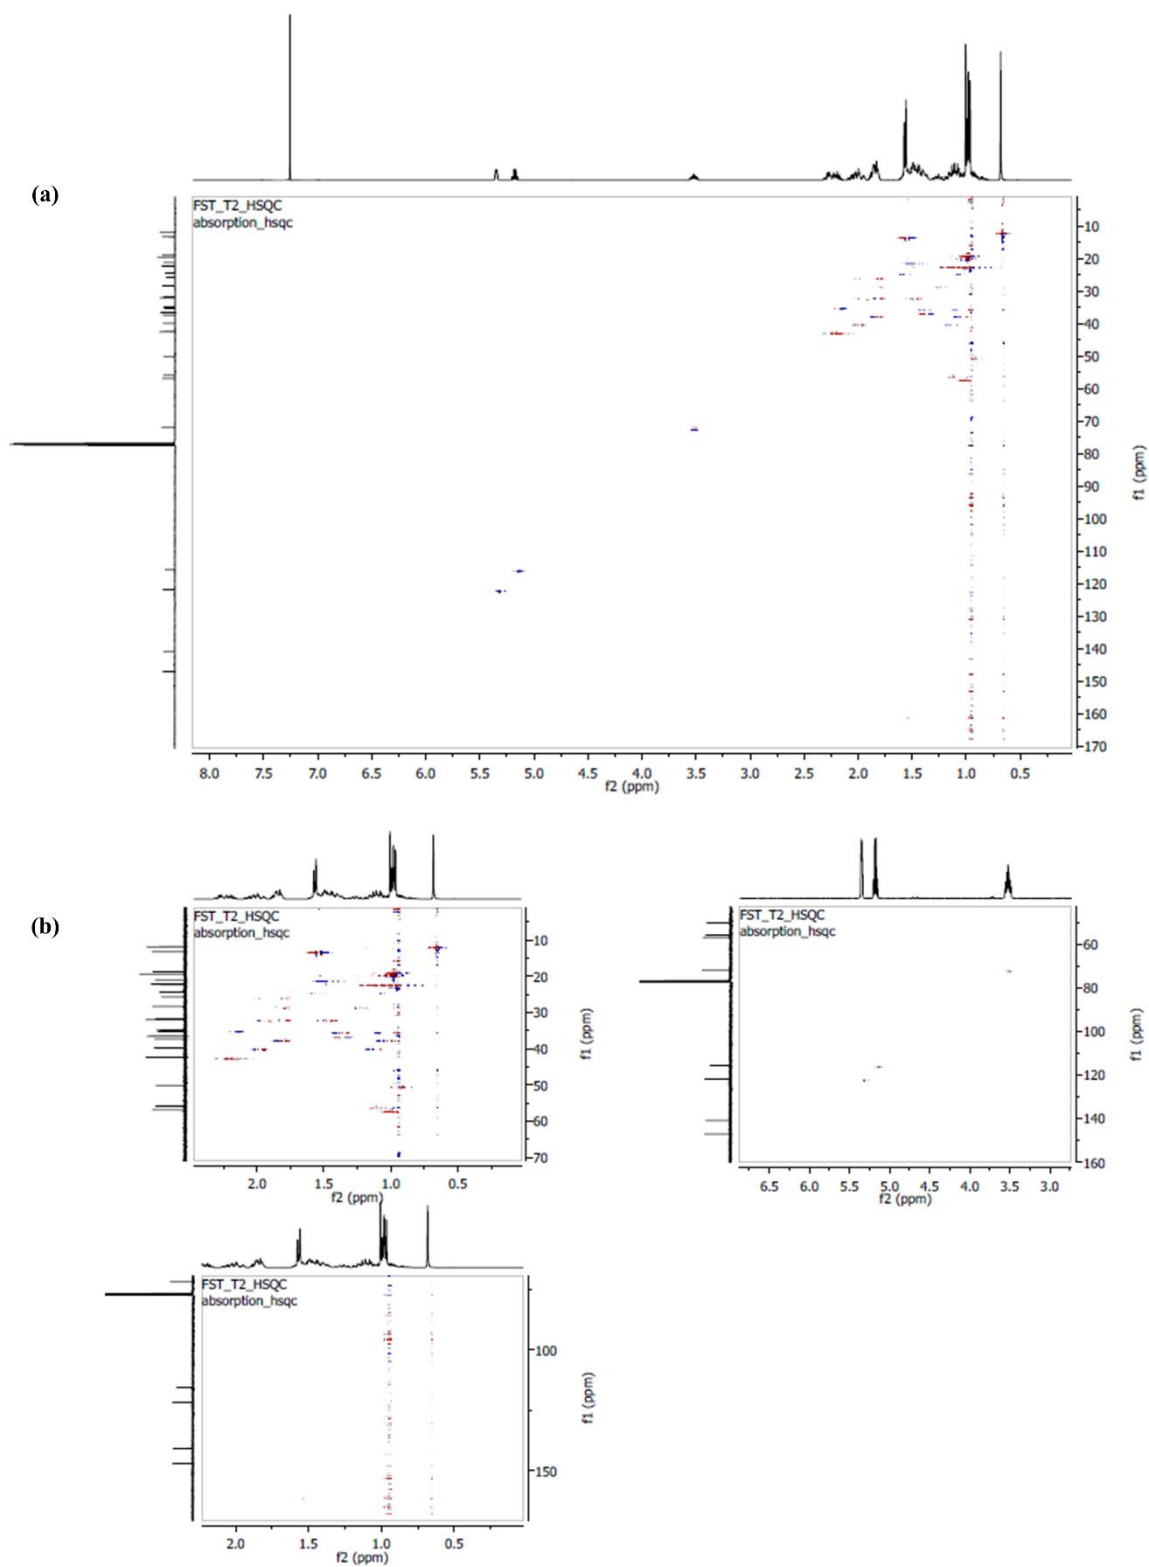 (a)
FST_T2_HSQC
absorption_hsqc
10
20
30
40
50
60
70
80
90
100
110
120
130
140
150
160
170
f1 (ppm)
8.0 7.5 7.0 6.5 6.0 5.5 5.0 4.5 4.0 3.5 3.0 2.5 2.0 1.5 1.0 0.5
f2 (ppm)
(b)
FST_T2_HSQC
absorption_hsqc
10
20
30
40
50
60
70
f1 (ppm)
2.0 1.5 1.0 0.5
f2 (ppm)
FST_T2_HSQC
absorption_hsqc
60
80
100
120
140
160
f1 (ppm)
6.5 6.0 5.5 5.0 4.5 4.0 3.5 3.0
f2 (ppm)
FST_T2_HSQC
absorption_hsqc
100
150
f1 (ppm)
2.0 1.5 1.0 0.5
f2 (ppm)